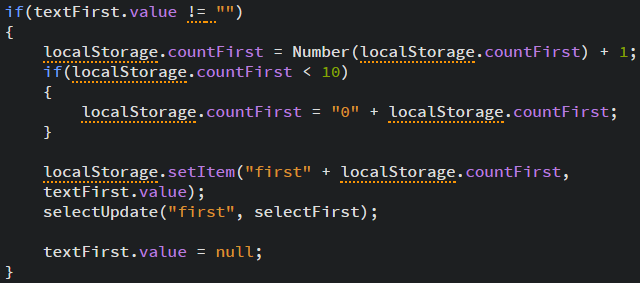 if(textFirst.value != "")
{
localStorage.countFirst = Number(localStorage.countFirst) + 1;
if(localStorage.countFirst < 10)
{
localStorage.countFirst = "0" + localStorage.countFirst;
}
localStorage.setItem("first" + localStorage.countFirst,
textFirst.value);
selectUpdate("first", selectFirst);
textFirst.value = null;
}